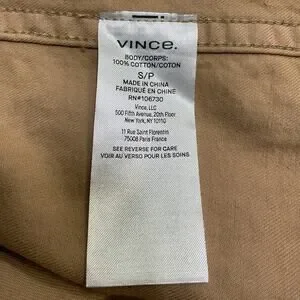 VINCE.
BODY/CORPS:
100% COTTON/COTON
S/P
MADE IN CHINA
FABRIQUÉ EN CHINE
RN#106730
Vince, LLC
500 Fifth Avenue, 20th Floor
New York, NY 10110
11 Rue Saint Florentin
75008 Paris France
SEE REVERSE FOR CARE
VOIR AU VERSO POUR LES SOINS